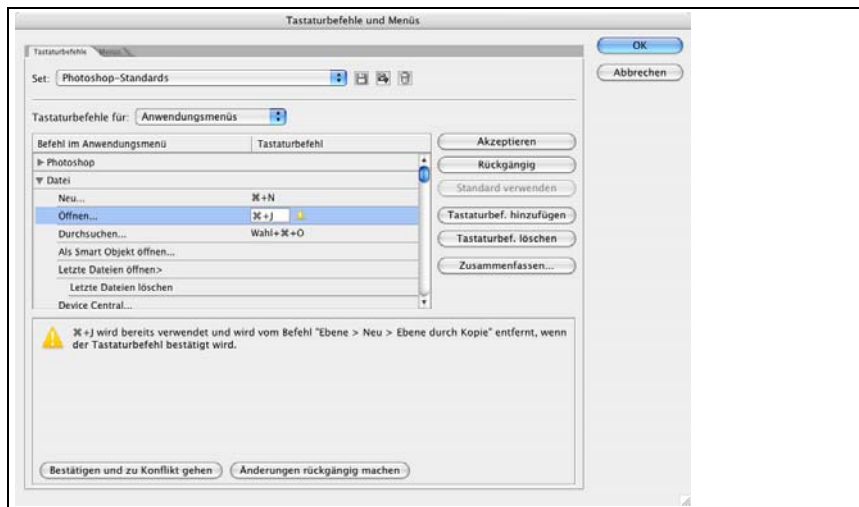 Tastaturbefehle und Menüs
Tastaturbefehle Menüs
OK
Set: Photoshop-Standards
Abbrechen
Tastaturbefehle für: Anwendungsmenüs
Befehl im Anwendungsmenü Tastaturbefehl
Akzeptieren
Photoshop
Rückgängig
Datei
Standard verwenden
Neu... ⌘+N
Öffnen... ⌘+J
Tastaturbef. hinzufügen
Durchsuchen... Wahl+⌘+O
Tastaturbef. löschen
Als Smart Objekt öffnen...
Letzte Dateien öffnen>
Zusammenfassen...
Letzte Dateien löschen
Device Central...
⌘+J wird bereits verwendet und wird vom Befehl "Ebene > Neu > Ebene durch Kopie" entfernt, wenn
der Tastaturbefehl bestätigt wird.
Bestätigen und zu Konflikt gehen Änderungen rückgängig machen